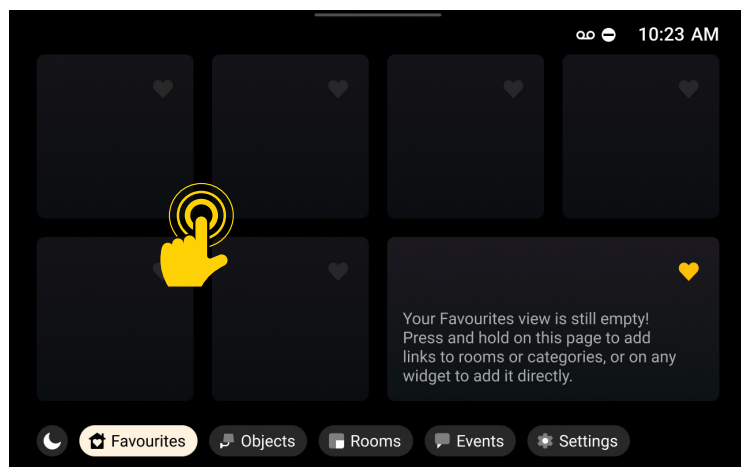 10:23 AM
Your Favourites view is still empty!
Press and hold on this page to add
links to rooms or categories, or on any
widget to add it directly.
Favourites
Objects
Rooms
Events
Settings